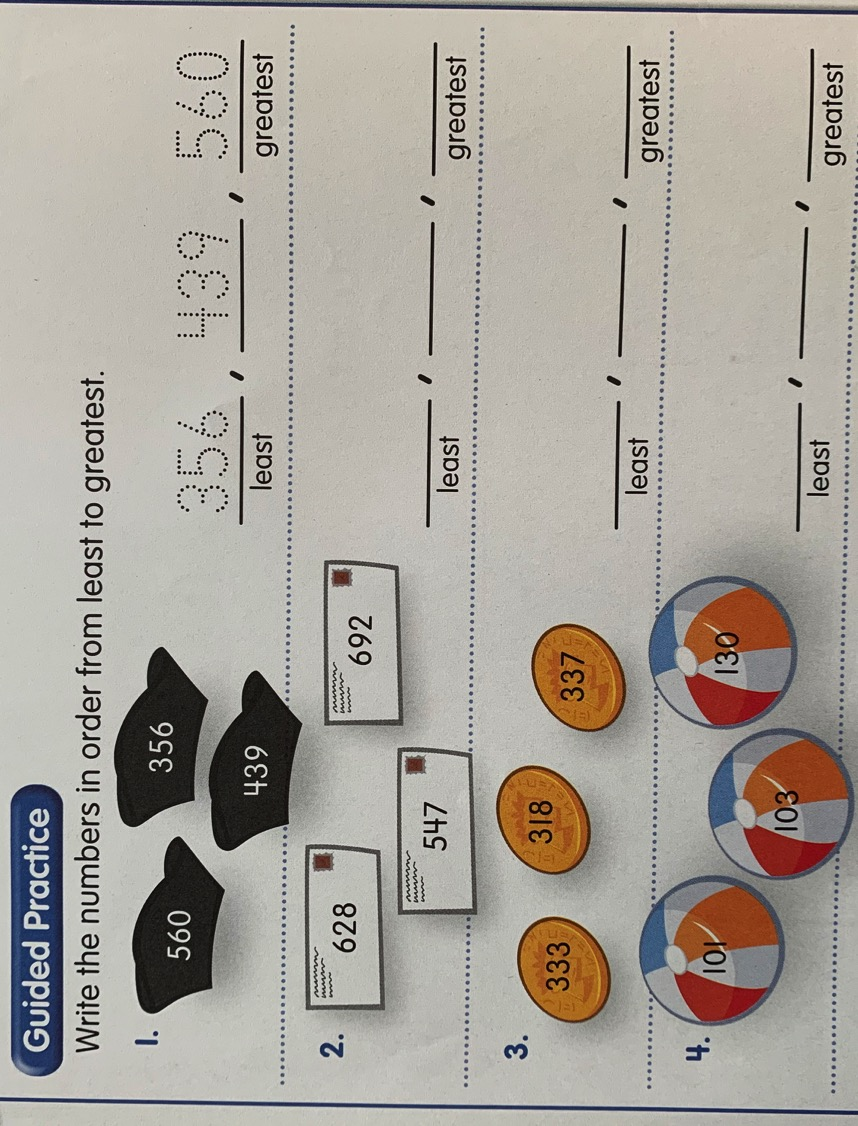 Guided Practice
Write the numbers in order from least to greatest.
1.
560
356
439
356, 439, 560
least greatest
2.
628
547
692
, ,
least greatest
3.
333
318
337
, ,
least greatest
4.
101
103
130
, ,
least greatest